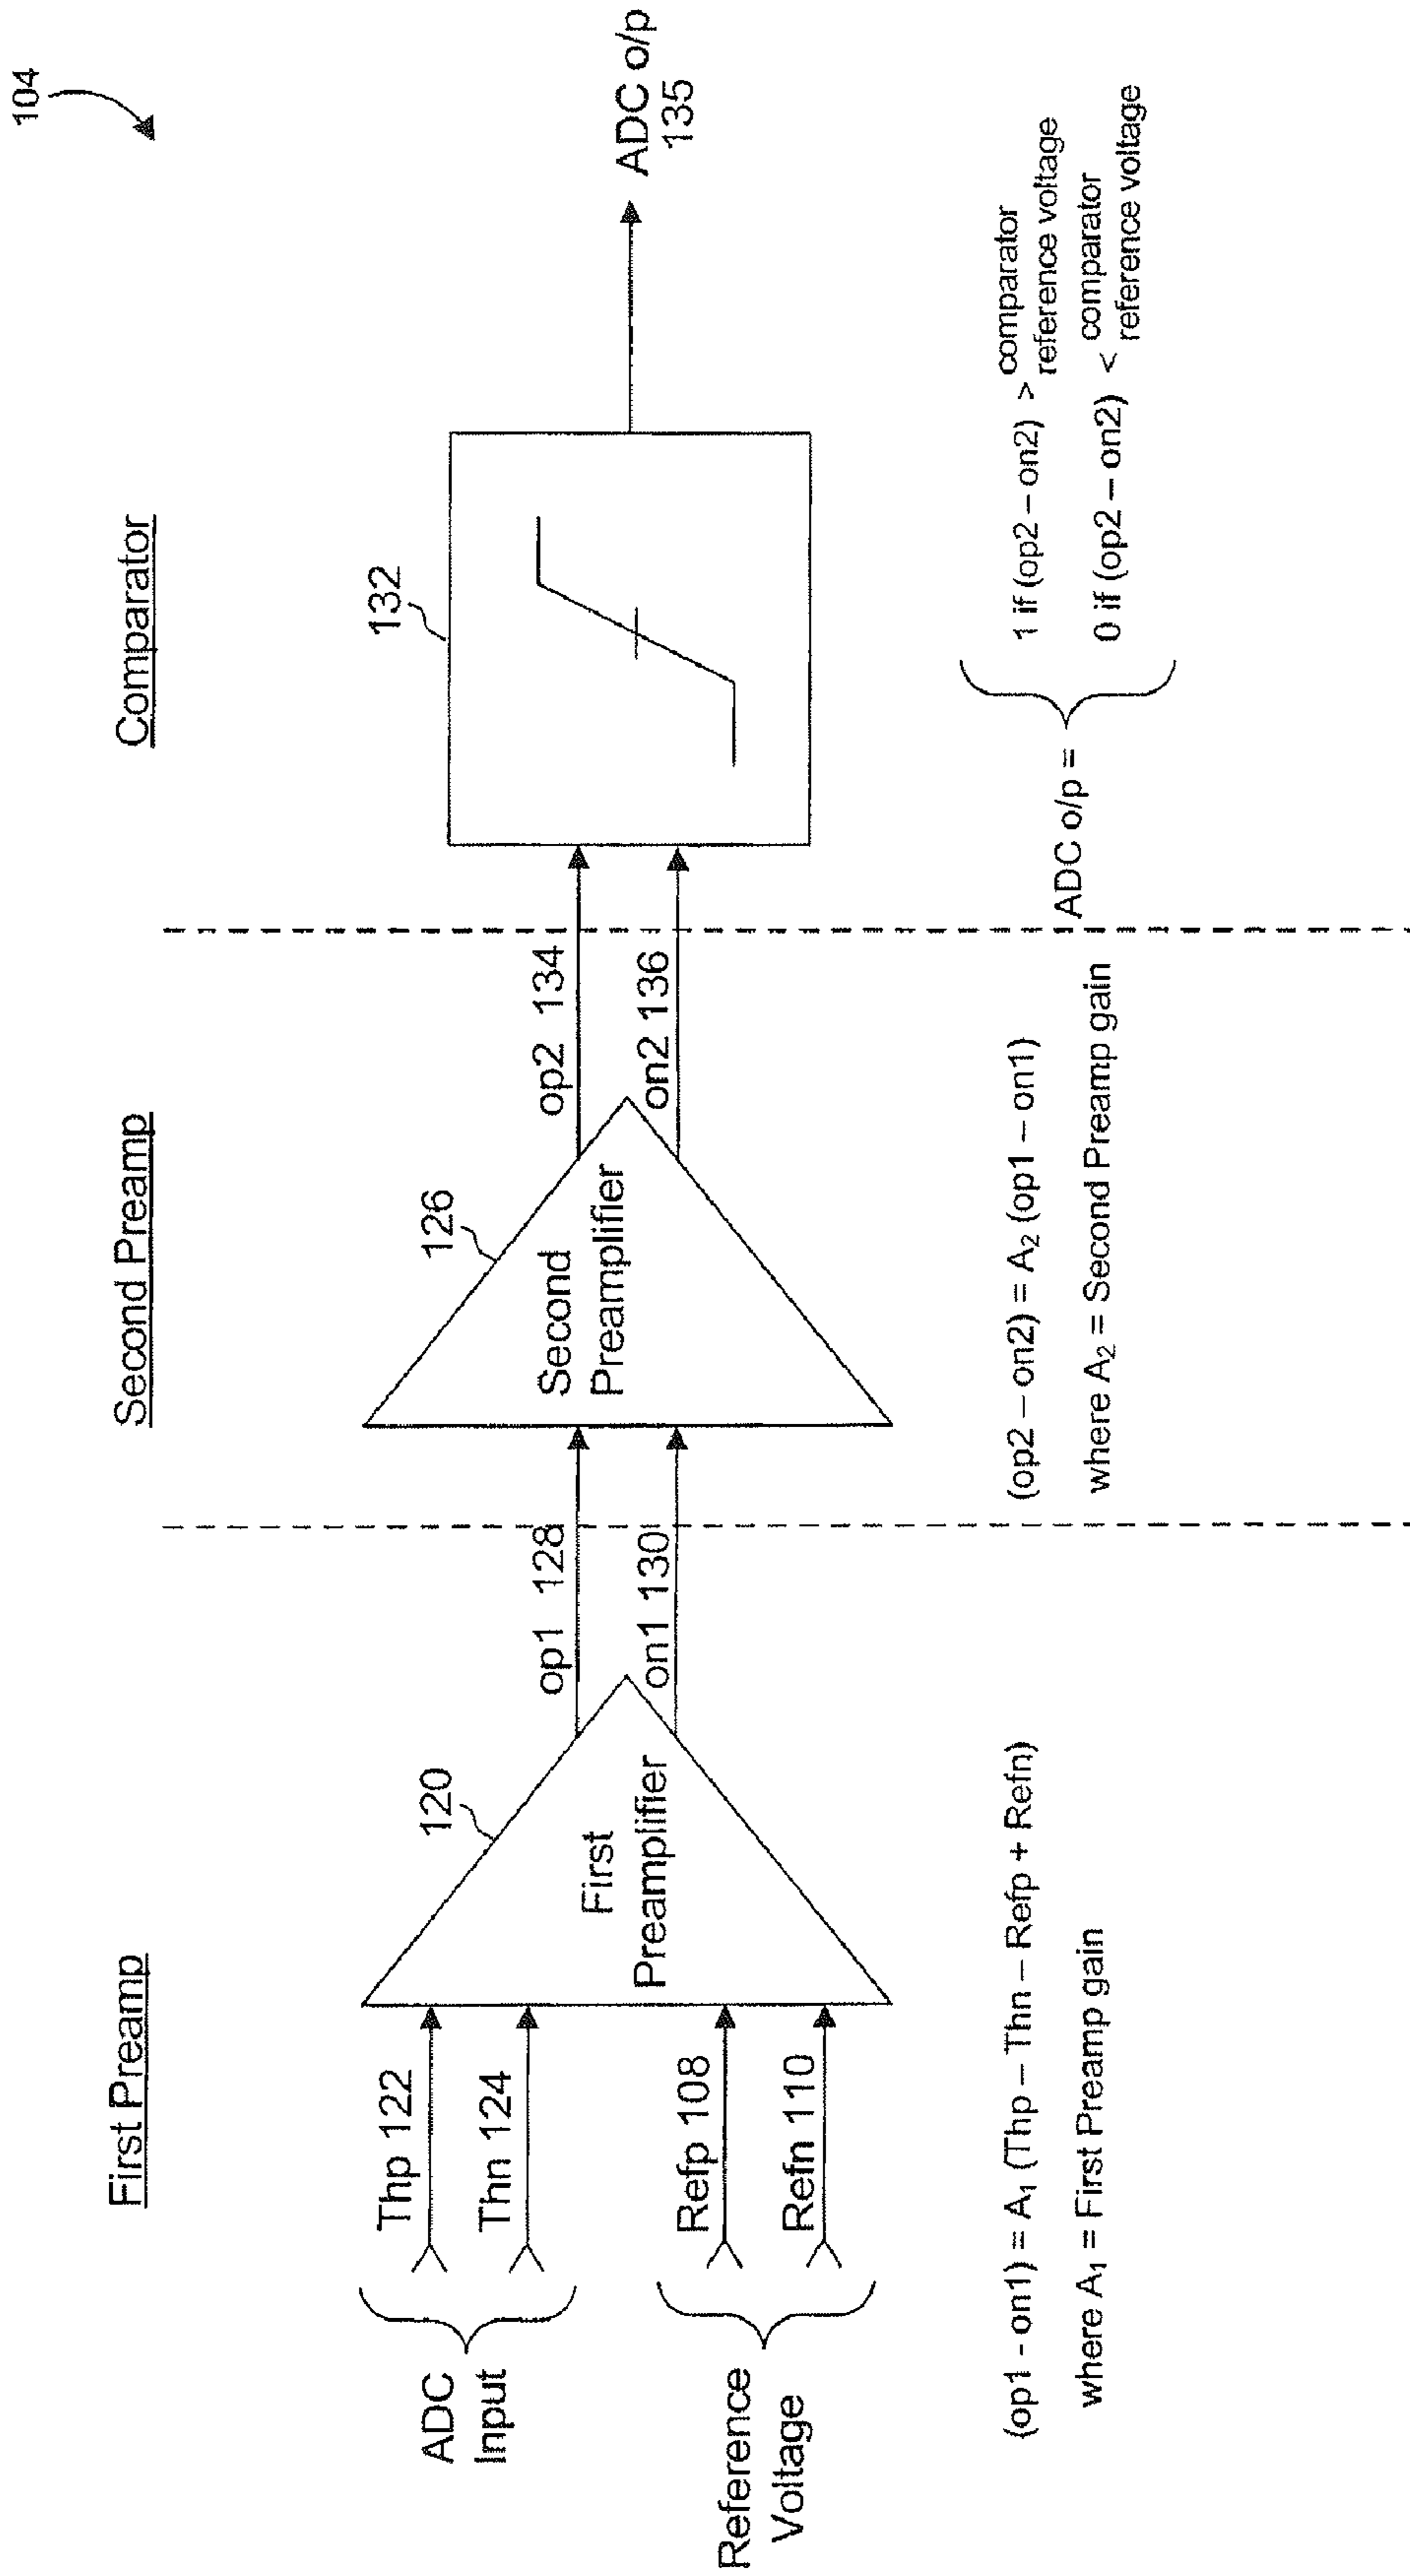 104
First Preamp
Second Preamp
Comparator
120
126
132
ADC
Input
Thp 122
Thn 124
Reference
Voltage
Refp 108
Refn 110
First
Preamplifier
op1 128
on1 130
Second
Preamplifier
op2 134
on2 136
ADC o/p
135
(op1 - on1) = A₁ (Thp – Thn – Refp + Refn)
where A₁ = First Preamp gain
(op2 – on2) = A₂ (op1 – on1)
where A₂ = Second Preamp gain
ADC o/p =
1 if (op2 – on2) > comparator
reference voltage
0 if (op2 – on2) < comparator
reference voltage